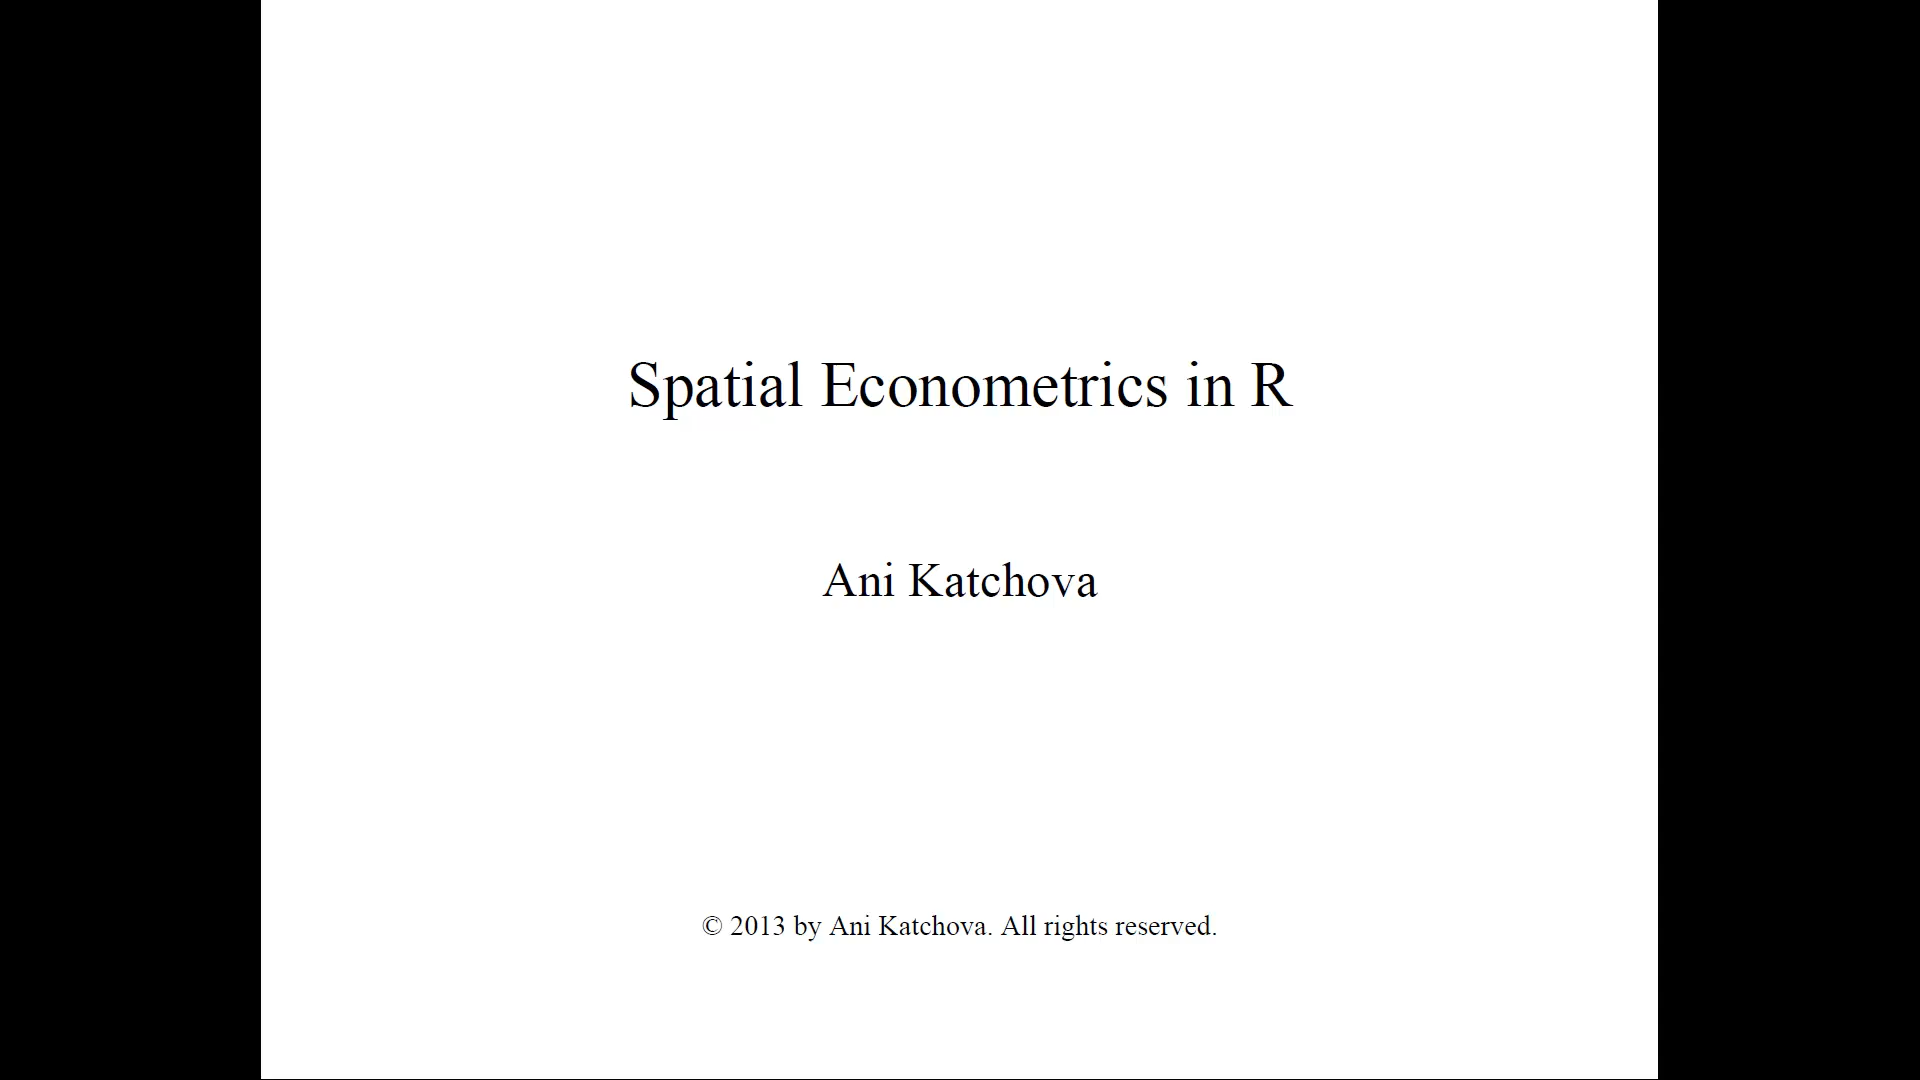 Spatial Econometrics in R
Ani Katchova
© 2013 by Ani Katchova. All rights reserved.